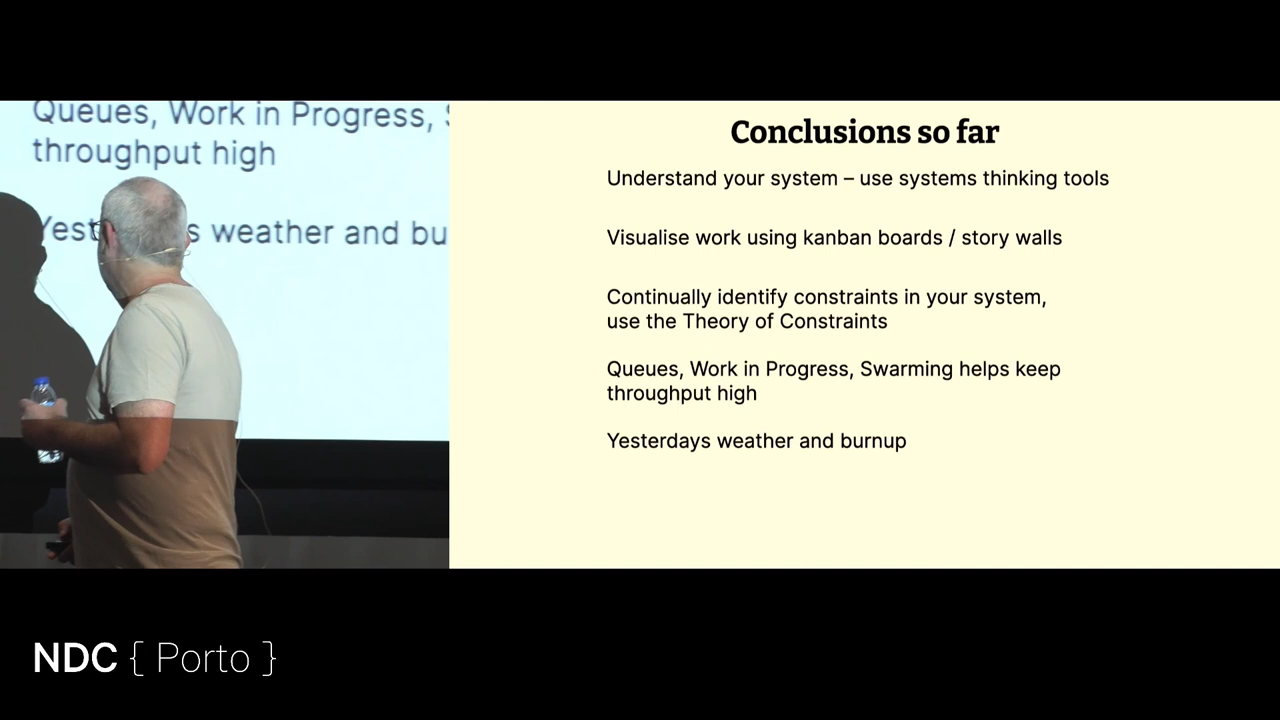 Queues, Work in Progress,
throughput high
weather and
Conclusions so far
Understand your system – use systems thinking tools
Visualise work using kanban boards / story walls
Continually identify constraints in your system,
use the Theory of Constraints
Queues, Work in Progress, Swarming helps keep
throughput high
Yesterdays weather and burnup
NDC { Porto }